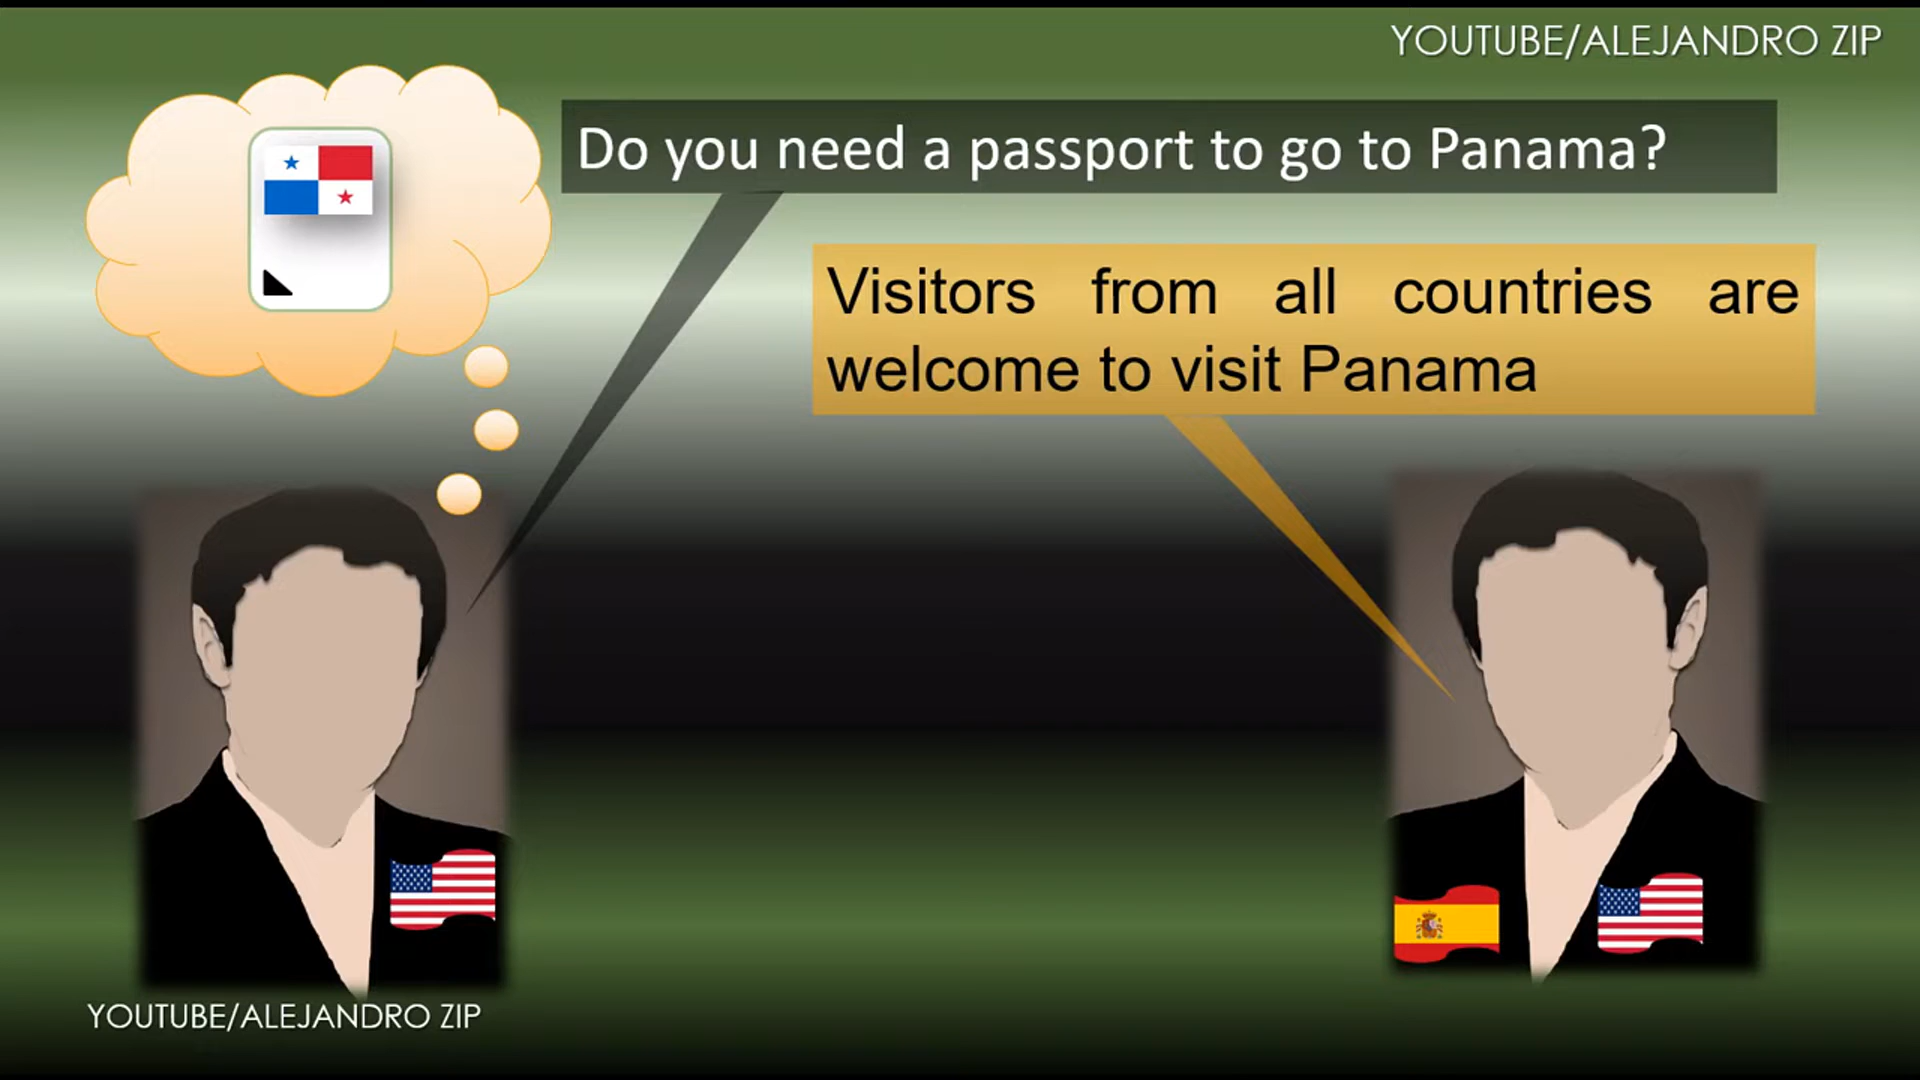 YOUTUBE/ALEJANDRO ZIP
Do you need a passport to go to Panama?
Visitors from all countries are
welcome to visit Panama
YOUTUBE/ALEJANDRO ZIP